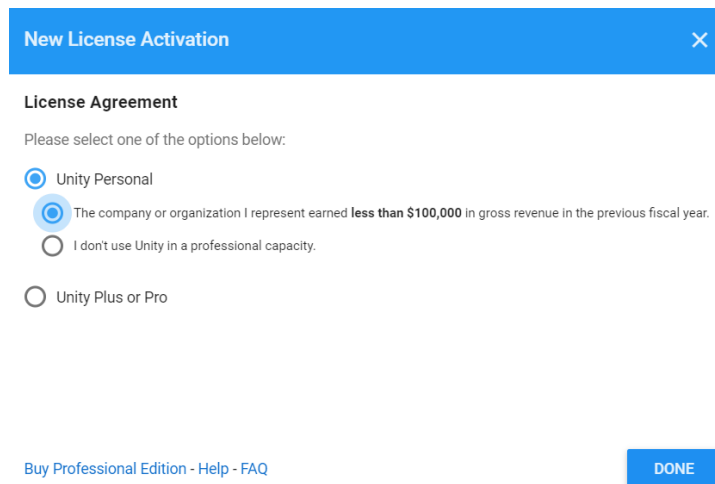 New License Activation
License Agreement
Please select one of the options below:
Unity Personal
The company or organization I represent earned less than $100,000 in gross revenue in the previous fiscal year.
I don't use Unity in a professional capacity.
Unity Plus or Pro
Buy Professional Edition - Help - FAQ
DONE